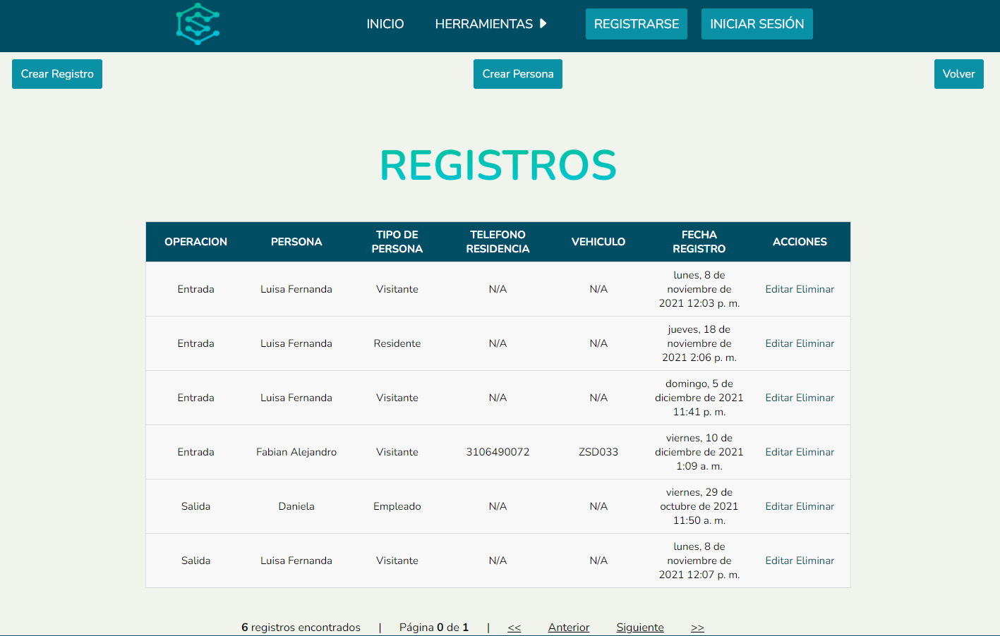 INICIO HERRAMIENTAS REGISTRARSE INICIAR SESIÓN
Crear Registro Crear Persona Volver
REGISTROS
OPERACION PERSONA TIPO DE PERSONA TELEFONO RESIDENCIA VEHICULO FECHA REGISTRO ACCIONES
Entrada Luisa Fernanda Visitante N/A N/A lunes, 8 de noviembre de 2021 12:03 p. m. Editar Eliminar
Entrada Luisa Fernanda Residente N/A N/A jueves, 18 de noviembre de 2021 2:06 p. m. Editar Eliminar
Entrada Luisa Fernanda Visitante N/A N/A domingo, 5 de diciembre de 2021 11:41 p. m. Editar Eliminar
Entrada Fabian Alejandro Visitante 3106490072 ZSD033 viernes, 10 de diciembre de 2021 1:09 a. m. Editar Eliminar
Salida Daniela Empleado N/A N/A viernes, 29 de octubre de 2021 11:50 a. m. Editar Eliminar
Salida Luisa Fernanda Visitante N/A N/A lunes, 8 de noviembre de 2021 12:07 p. m. Editar Eliminar
6 registros encontrados | Página 0 de 1 | << Anterior Siguiente >>